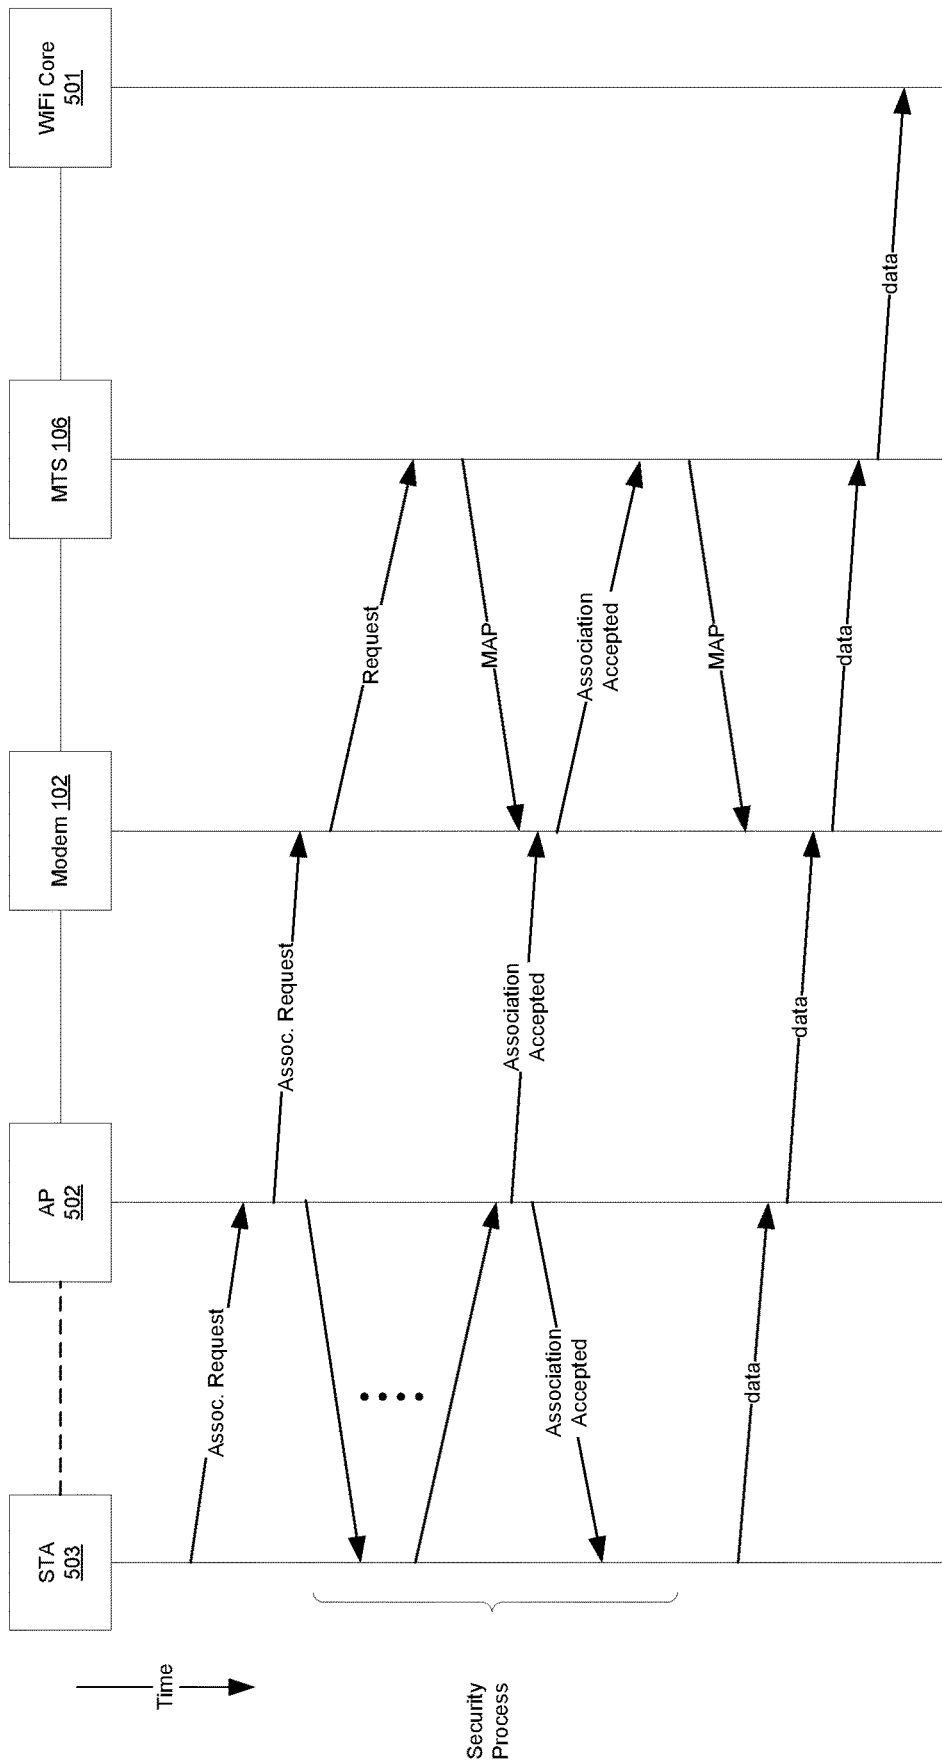 STA
503
AP
502
Modem 102
MTS 106
WiFi Core
501
Time
Assoc. Request
Assoc. Request
Request
MAP
Security
Process
Association
Accepted
Association
Accepted
Association
Accepted
MAP
data
data
data
data